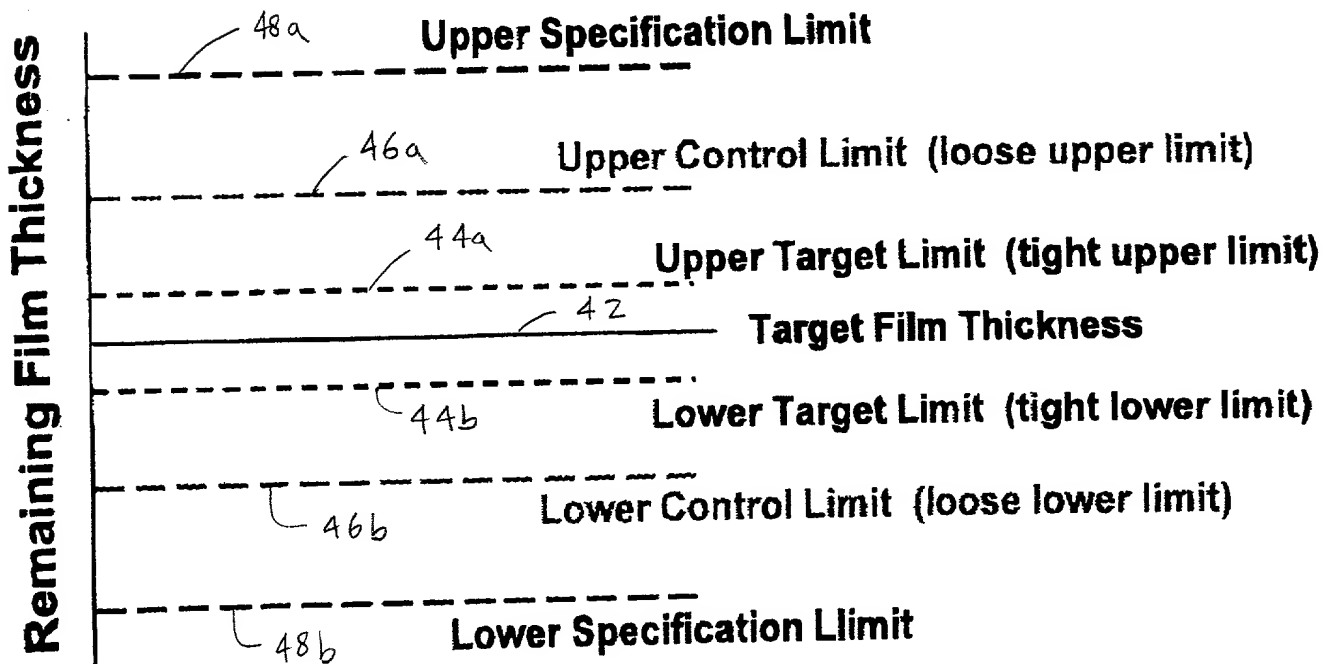 Remaining Film Thickness
48a
Upper Specification Limit
46a
Upper Control Limit (loose upper limit)
44a
Upper Target Limit (tight upper limit)
42
Target Film Thickness
44b
Lower Target Limit (tight lower limit)
46b
Lower Control Limit (loose lower limit)
48b
Lower Specification Llimit